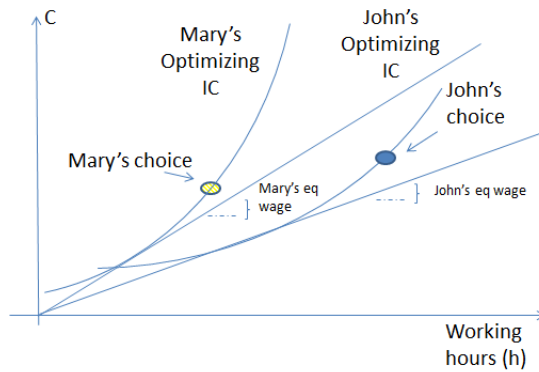 C
Mary's
Optimizing
IC
John's
Optimizing
IC
John's
choice
Mary's choice
Mary's eq
wage
John's eq wage
Working
hours (h)